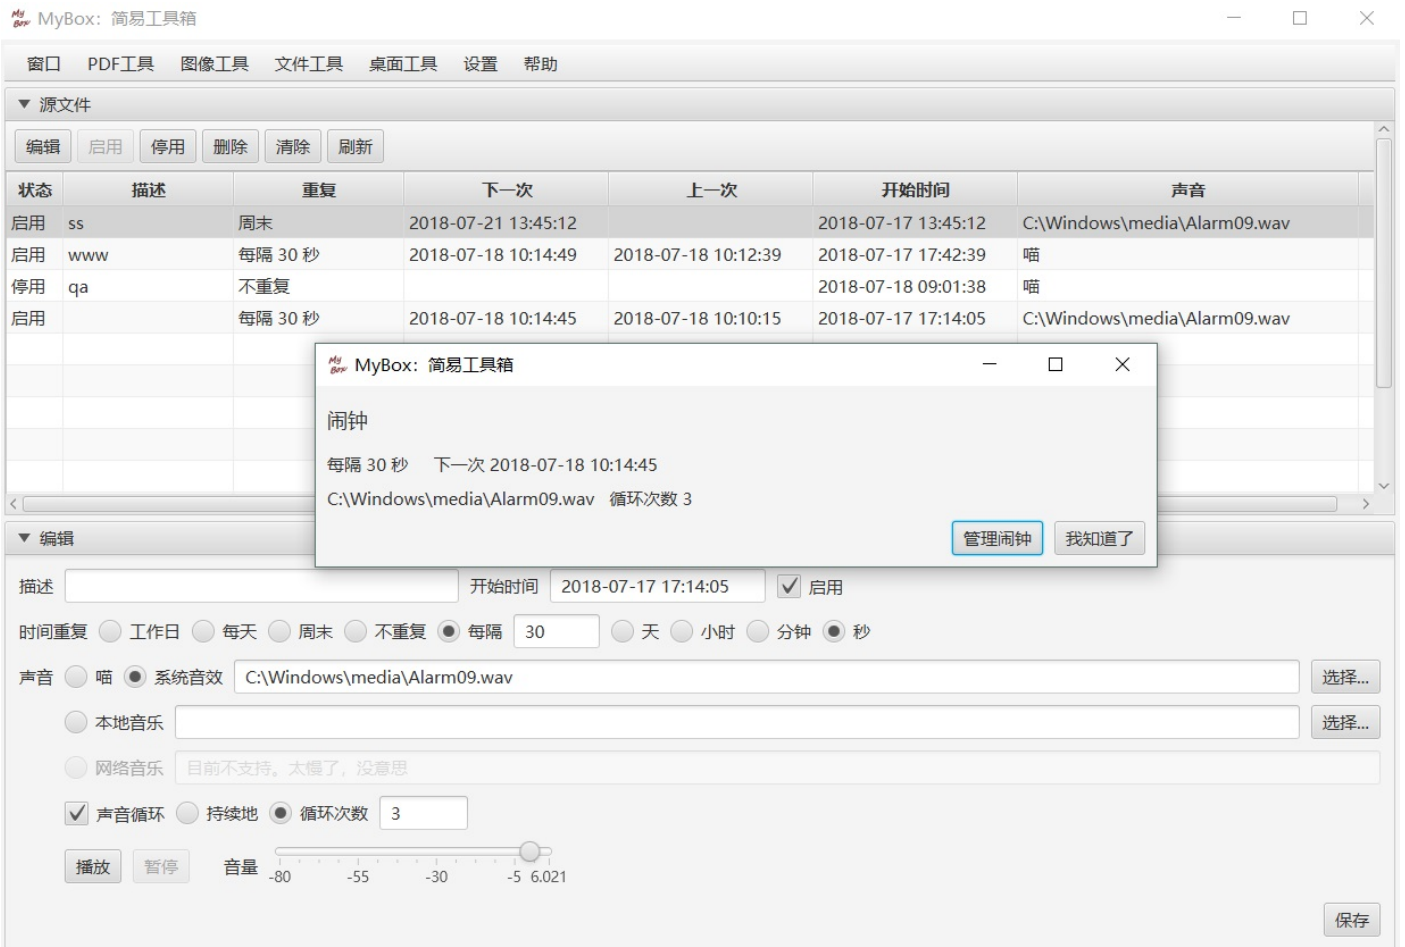 My Box MyBox：简易工具箱
窗口 PDF工具 图像工具 文件工具 桌面工具 设置 帮助
源文件
编辑 启用 停用 删除 清除 刷新
状态 描述 重复 下一次 上一次 开始时间 声音
启用 ss 周末 2018-07-21 13:45:12 2018-07-17 13:45:12 C:\Windows\media\Alarm09.wav
启用 www 每隔 30 秒 2018-07-18 10:14:49 2018-07-18 10:12:39 2018-07-17 17:42:39 喵
停用 qa 不重复 2018-07-18 09:01:38 喵
启用 每隔 30 秒 2018-07-18 10:14:45 2018-07-18 10:10:15 2018-07-17 17:14:05 C:\Windows\media\Alarm09.wav
My Box MyBox：简易工具箱
闹钟
每隔 30 秒 下一次 2018-07-18 10:14:45
C:\Windows\media\Alarm09.wav 循环次数 3
管理闹钟 我知道了
编辑
描述 开始时间 2018-07-17 17:14:05 启用
时间重复 工作日 每天 周末 不重复 每隔 30 天 小时 分钟 秒
声音 喵 系统音效 C:\Windows\media\Alarm09.wav 选择...
本地音乐 选择...
网络音乐 目前不支持。太慢了，没意思
声音循环 持续地 循环次数 3
播放 暂停 音量 -80 -55 -30 -5 6.021
保存